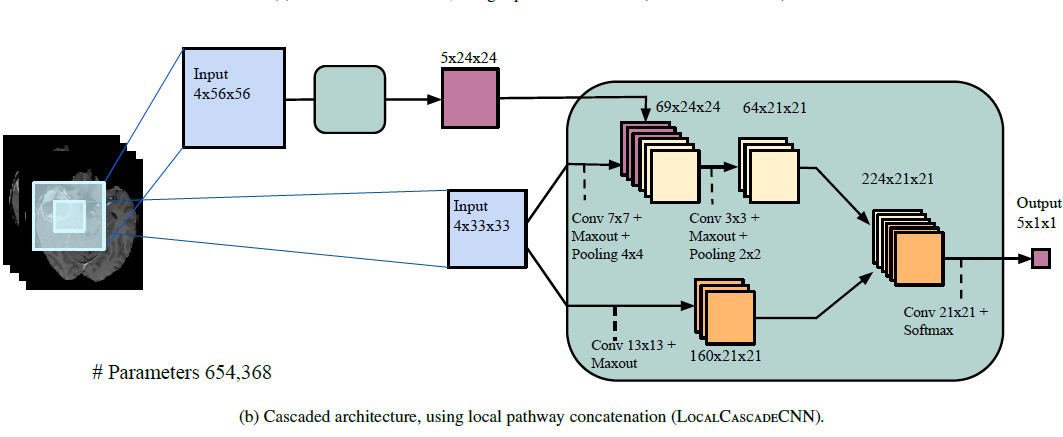 Input
4x56x56
5x24x24
69x24x24
64x21x21
224x21x21
Output
5x1x1
Input
4x33x33
Conv 7x7 +
Maxout +
Pooling 4x4
Conv 3x3 +
Maxout +
Pooling 2x2
Conv 21x21 +
Softmax
Conv 13x13 +
Maxout
160x21x21
# Parameters 654,368
(b) Cascaded architecture, using local pathway concatenation (LOCALCASCADECNN).